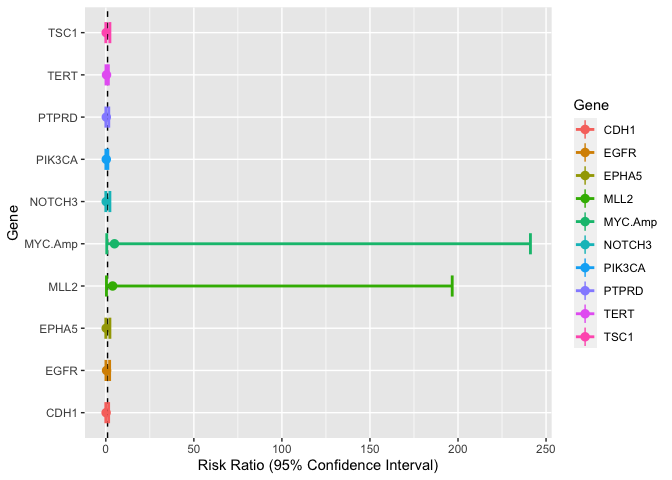 TSC1
TERT
PTPRD
PIK3CA
NOTCH3
MYC.Amp
MLL2
EPHA5
EGFR
CDH1
Gene
0 50 100 150 200 250
Risk Ratio (95% Confidence Interval)
Gene
CDH1
EGFR
EPHA5
MLL2
MYC.Amp
NOTCH3
PIK3CA
PTPRD
TERT
TSC1